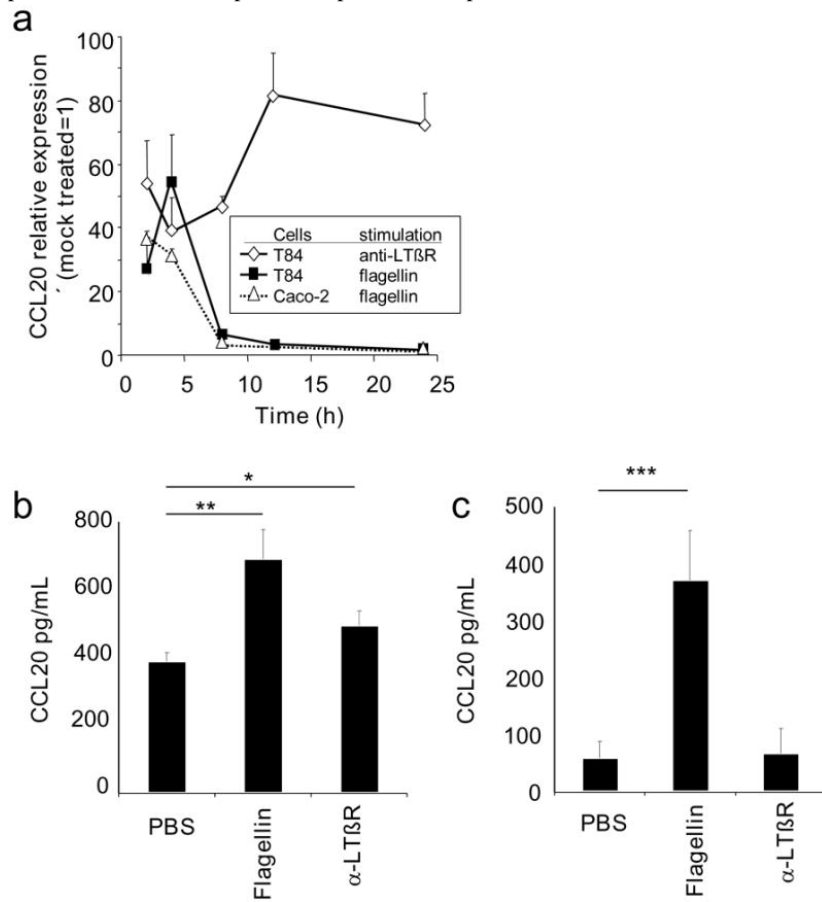 a
100
80
60
40
20
0
CCL20 relative expression
´ (mock treated=1)
Cells stimulation
T84 anti-LTßR
T84 flagellin
Caco-2 flagellin
0 5 10 15 20 25
Time (h)
b
*
**
800
600
400
200
0
CCL20 pg/mL
PBS
Flagellin
α-LTßR
c
***
500
400
300
200
100
0
CCL20 pg/mL
PBS
Flagellin
α-LTßR